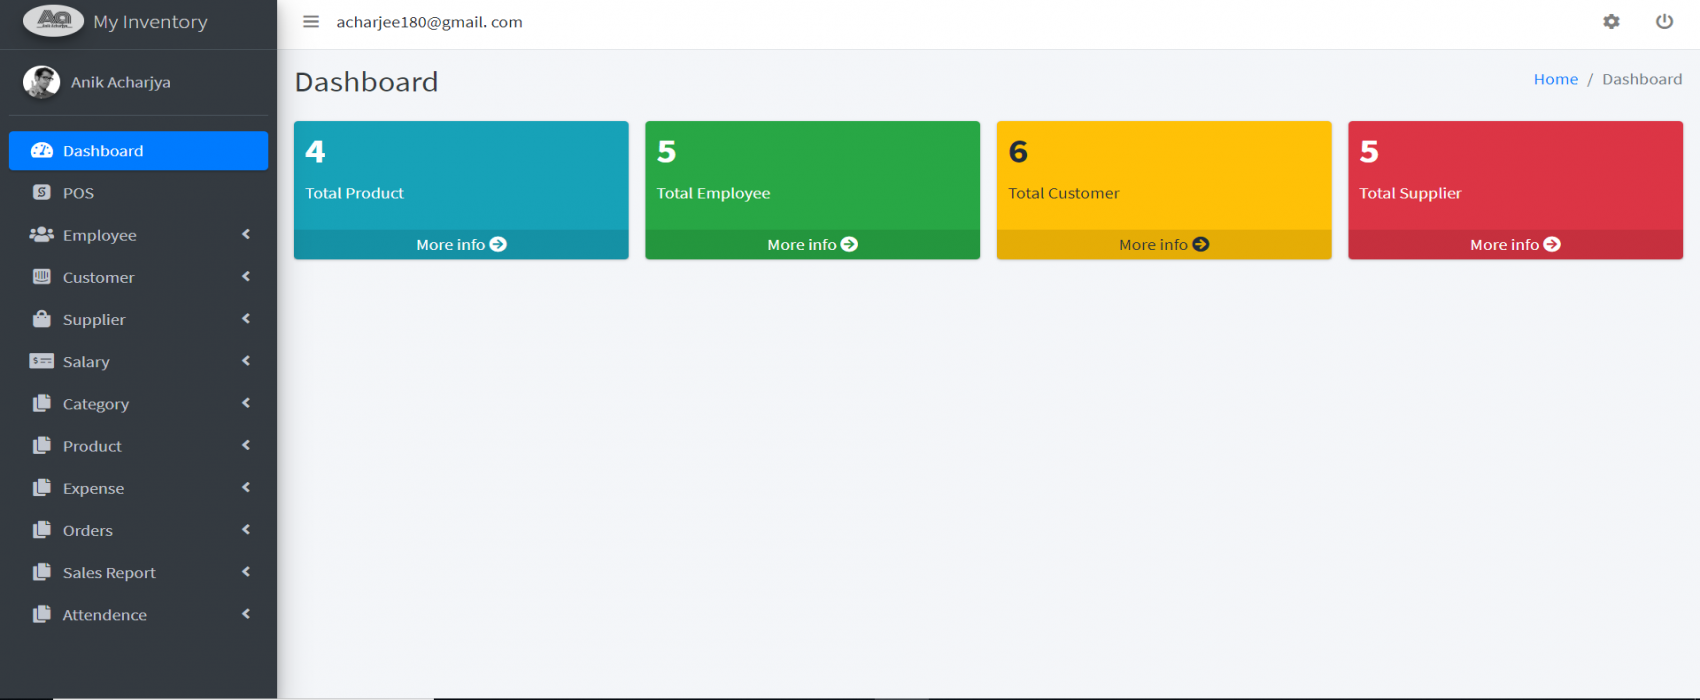 My Inventory
acharjee180@gmail. com
Anik Acharjya
Dashboard
POS
Employee
Customer
Supplier
Salary
Category
Product
Expense
Orders
Sales Report
Attendence
Dashboard
Home / Dashboard
4
Total Product
More info
5
Total Employee
More info
6
Total Customer
More info
5
Total Supplier
More info